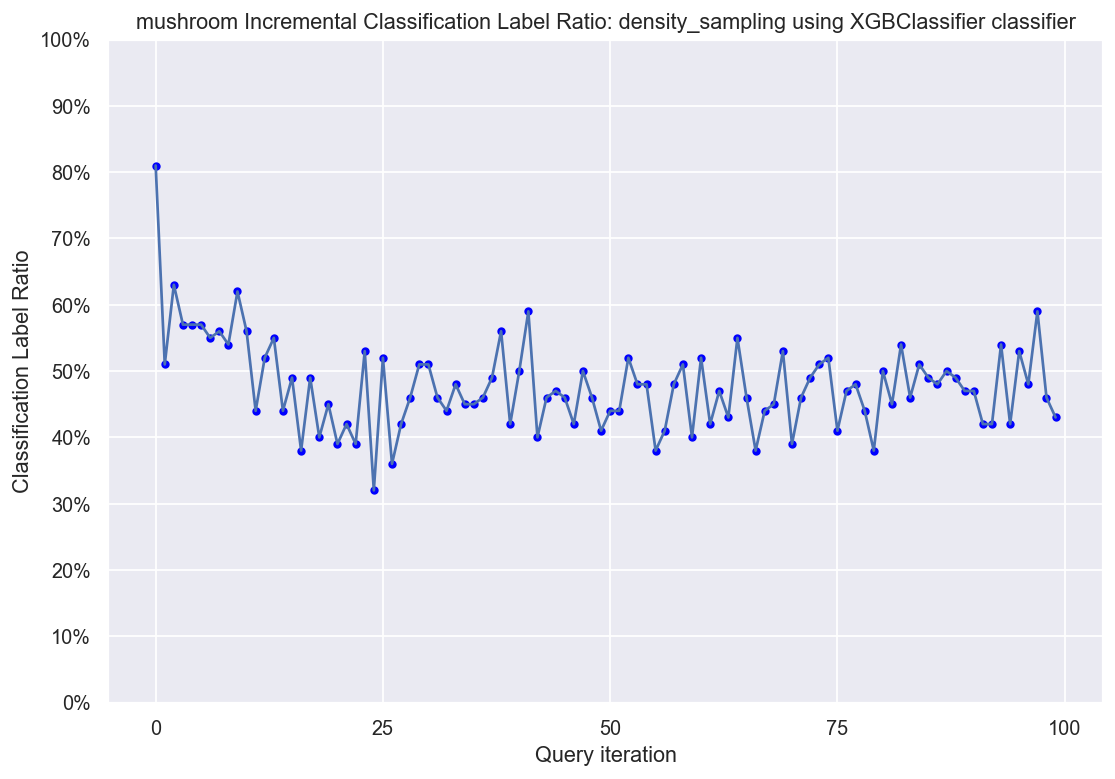 mushroom Incremental Classification Label Ratio: density_sampling using XGBClassifier classifier
100%
90%
80%
70%
60%
50%
40%
30%
20%
10%
0%
Classification Label Ratio
0 25 50 75 100
Query iteration